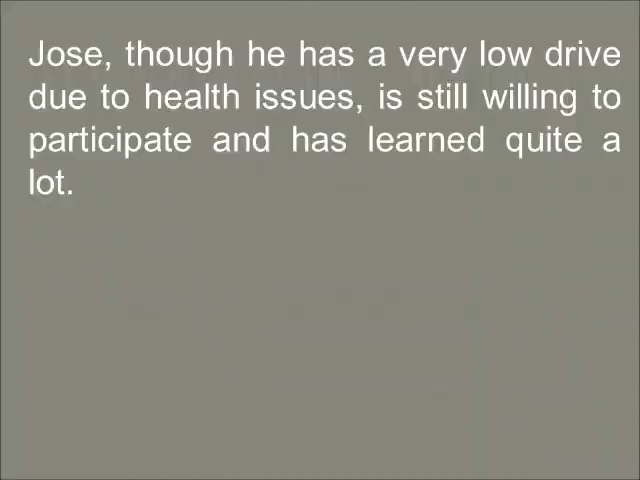 Jose, though he has a very low drive
due to health issues, is still willing to
participate and has learned quite a
lot.